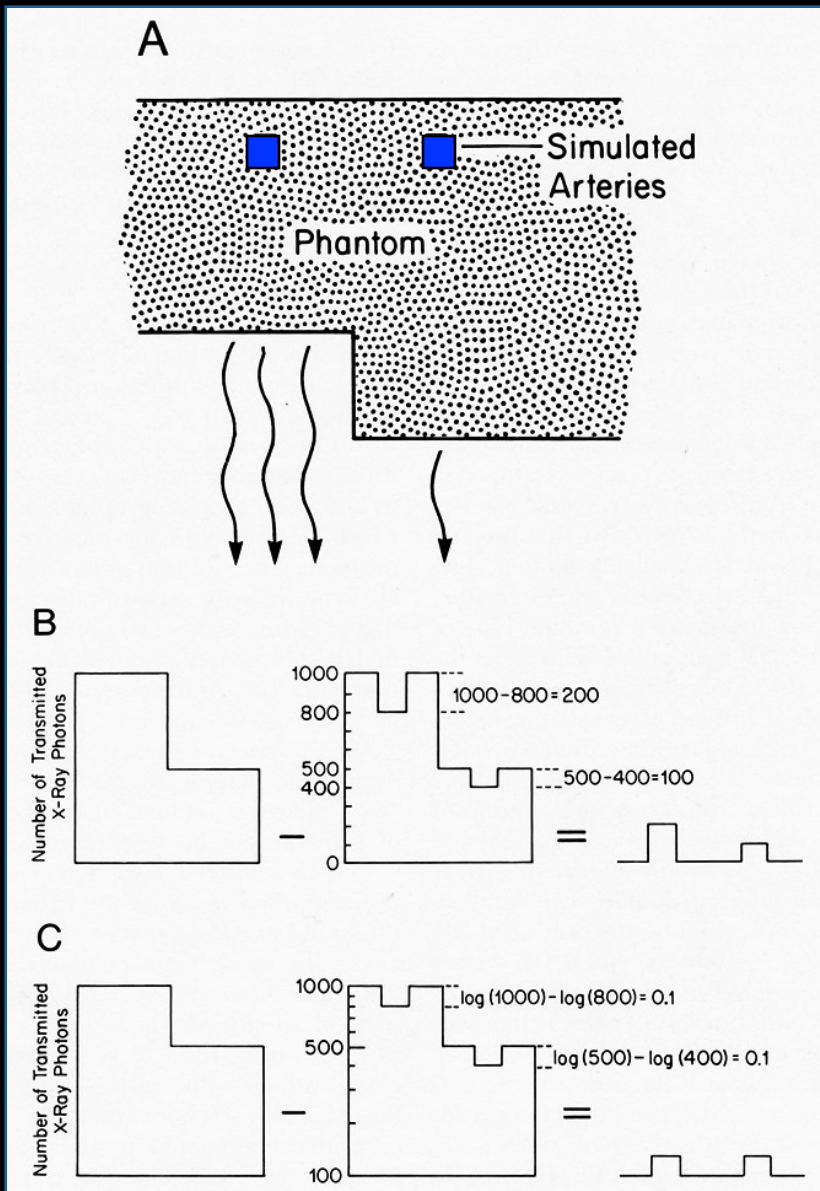 A
Simulated
Arteries
Phantom
B
Number of Transmitted
X-Ray Photons
1000
800
500
400
0
1000-800=200
500-400=100
−
=
C
Number of Transmitted
X-Ray Photons
1000
500
100
log(1000)-log(800)=0.1
log(500)-log(400)=0.1
−
=